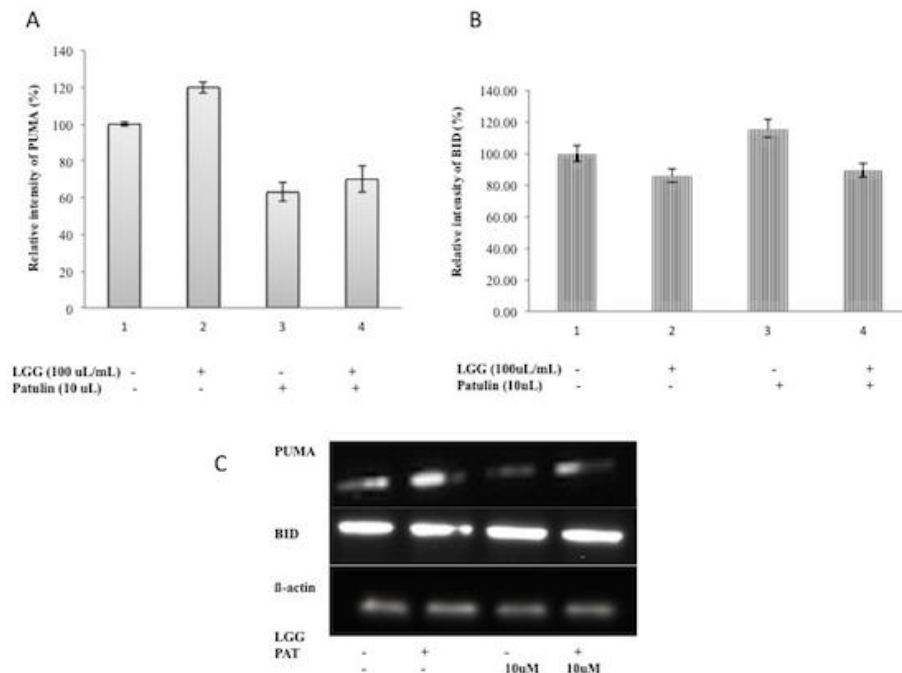 A
Relative intensity of PUMA (%)
140
120
100
80
60
40
20
0
1 2 3 4
LGG (100 uL/mL) - + - +
Patulin (10 uL) - - + +
B
Relative intensity of BID (%)
140.00
120.00
100.00
80.00
60.00
40.00
20.00
0.00
1 2 3 4
LGG (100uL/mL) - + - +
Patulin (10uL) - - + +
C
PUMA
BID
ß-actin
LGG - + - +
PAT - - 10uM 10uM